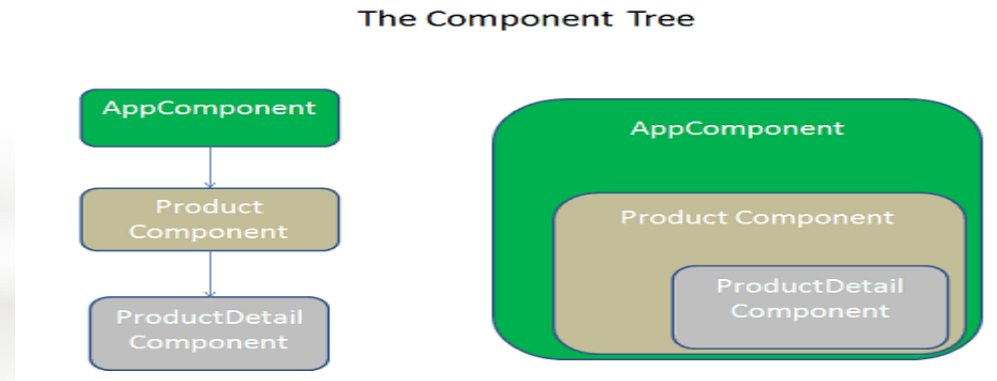 The Component Tree
AppComponent
Product
Component
ProductDetail
Component
AppComponent
Product Component
ProductDetail
Component